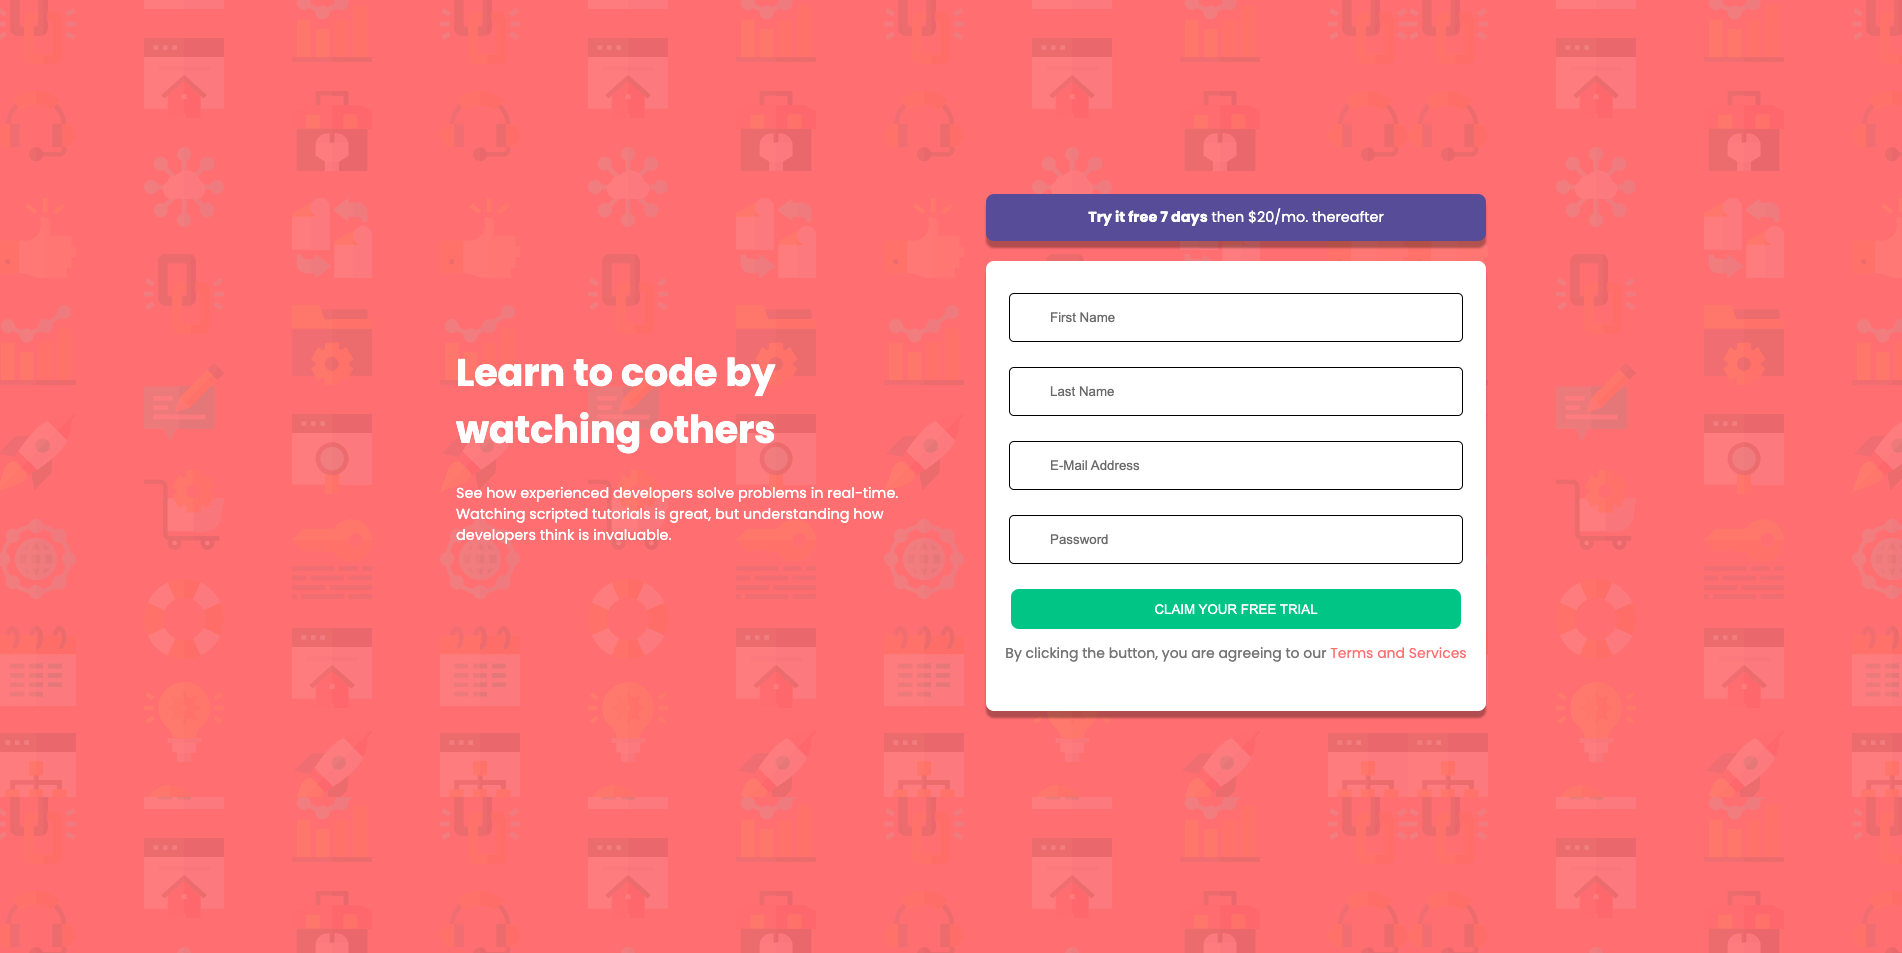 Learn to code by
watching others
See how experienced developers solve problems in real-time.
Watching scripted tutorials is great, but understanding how
developers think is invaluable.
Try it free 7 days then $20/mo. thereafter
First Name
Last Name
E-Mail Address
Password
CLAIM YOUR FREE TRIAL
By clicking the button, you are agreeing to our Terms and Services